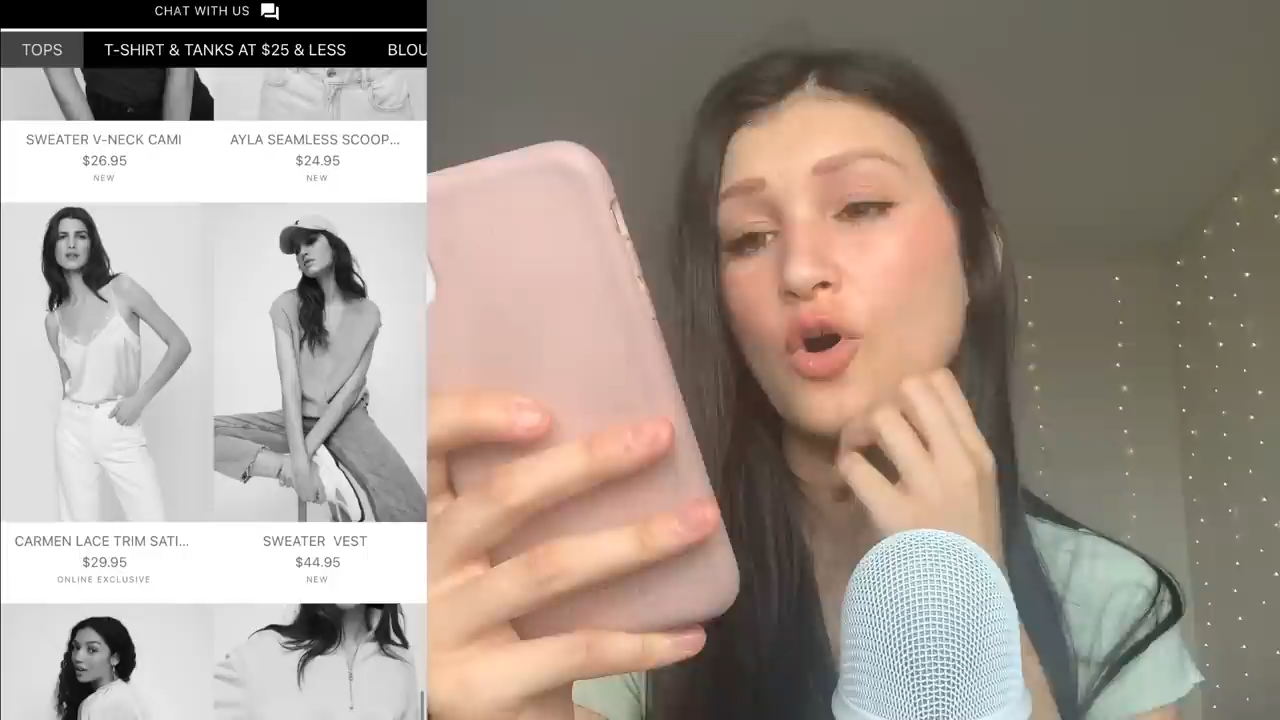 CHAT WITH US
TOPS T-SHIRT & TANKS AT $25 & LESS BLOU
SWEATER V-NECK CAMI
$26.95
NEW
AYLA SEAMLESS SCOOP...
$24.95
NEW
CARMEN LACE TRIM SATI...
$29.95
ONLINE EXCLUSIVE
SWEATER VEST
$44.95
NEW